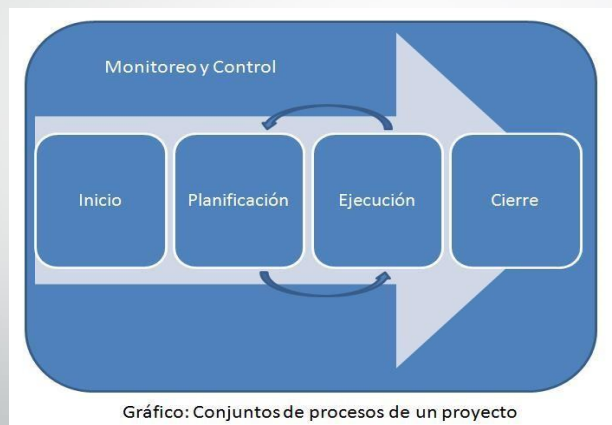 Monitoreo y Control
Inicio
Planificación
Ejecución
Cierre
Gráfico: Conjuntos de procesos de un proyecto